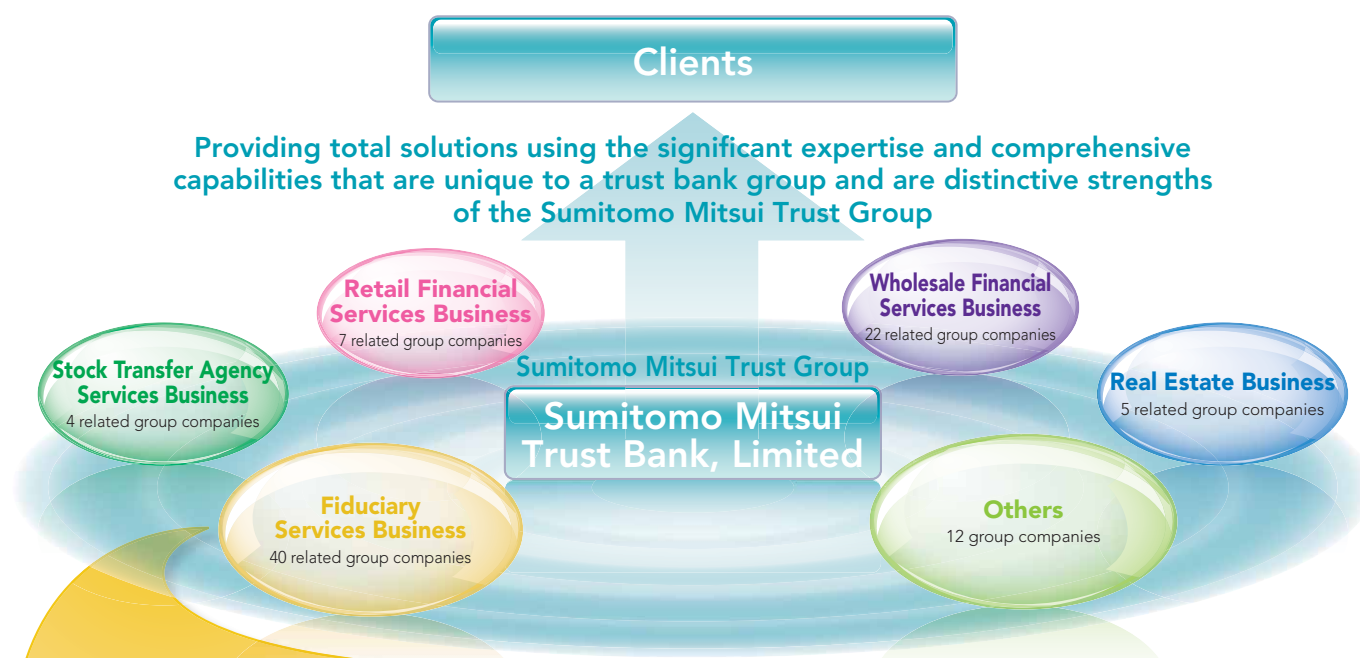 Clients
Providing total solutions using the significant expertise and comprehensive
capabilities that are unique to a trust bank group and are distinctive strengths
of the Sumitomo Mitsui Trust Group
Retail Financial
Services Business
7 related group companies
Wholesale Financial
Services Business
22 related group companies
Stock Transfer Agency
Services Business
4 related group companies
Sumitomo Mitsui Trust Group
Sumitomo Mitsui
Trust Bank, Limited
Real Estate Business
5 related group companies
Fiduciary
Services Business
40 related group companies
Others
12 group companies